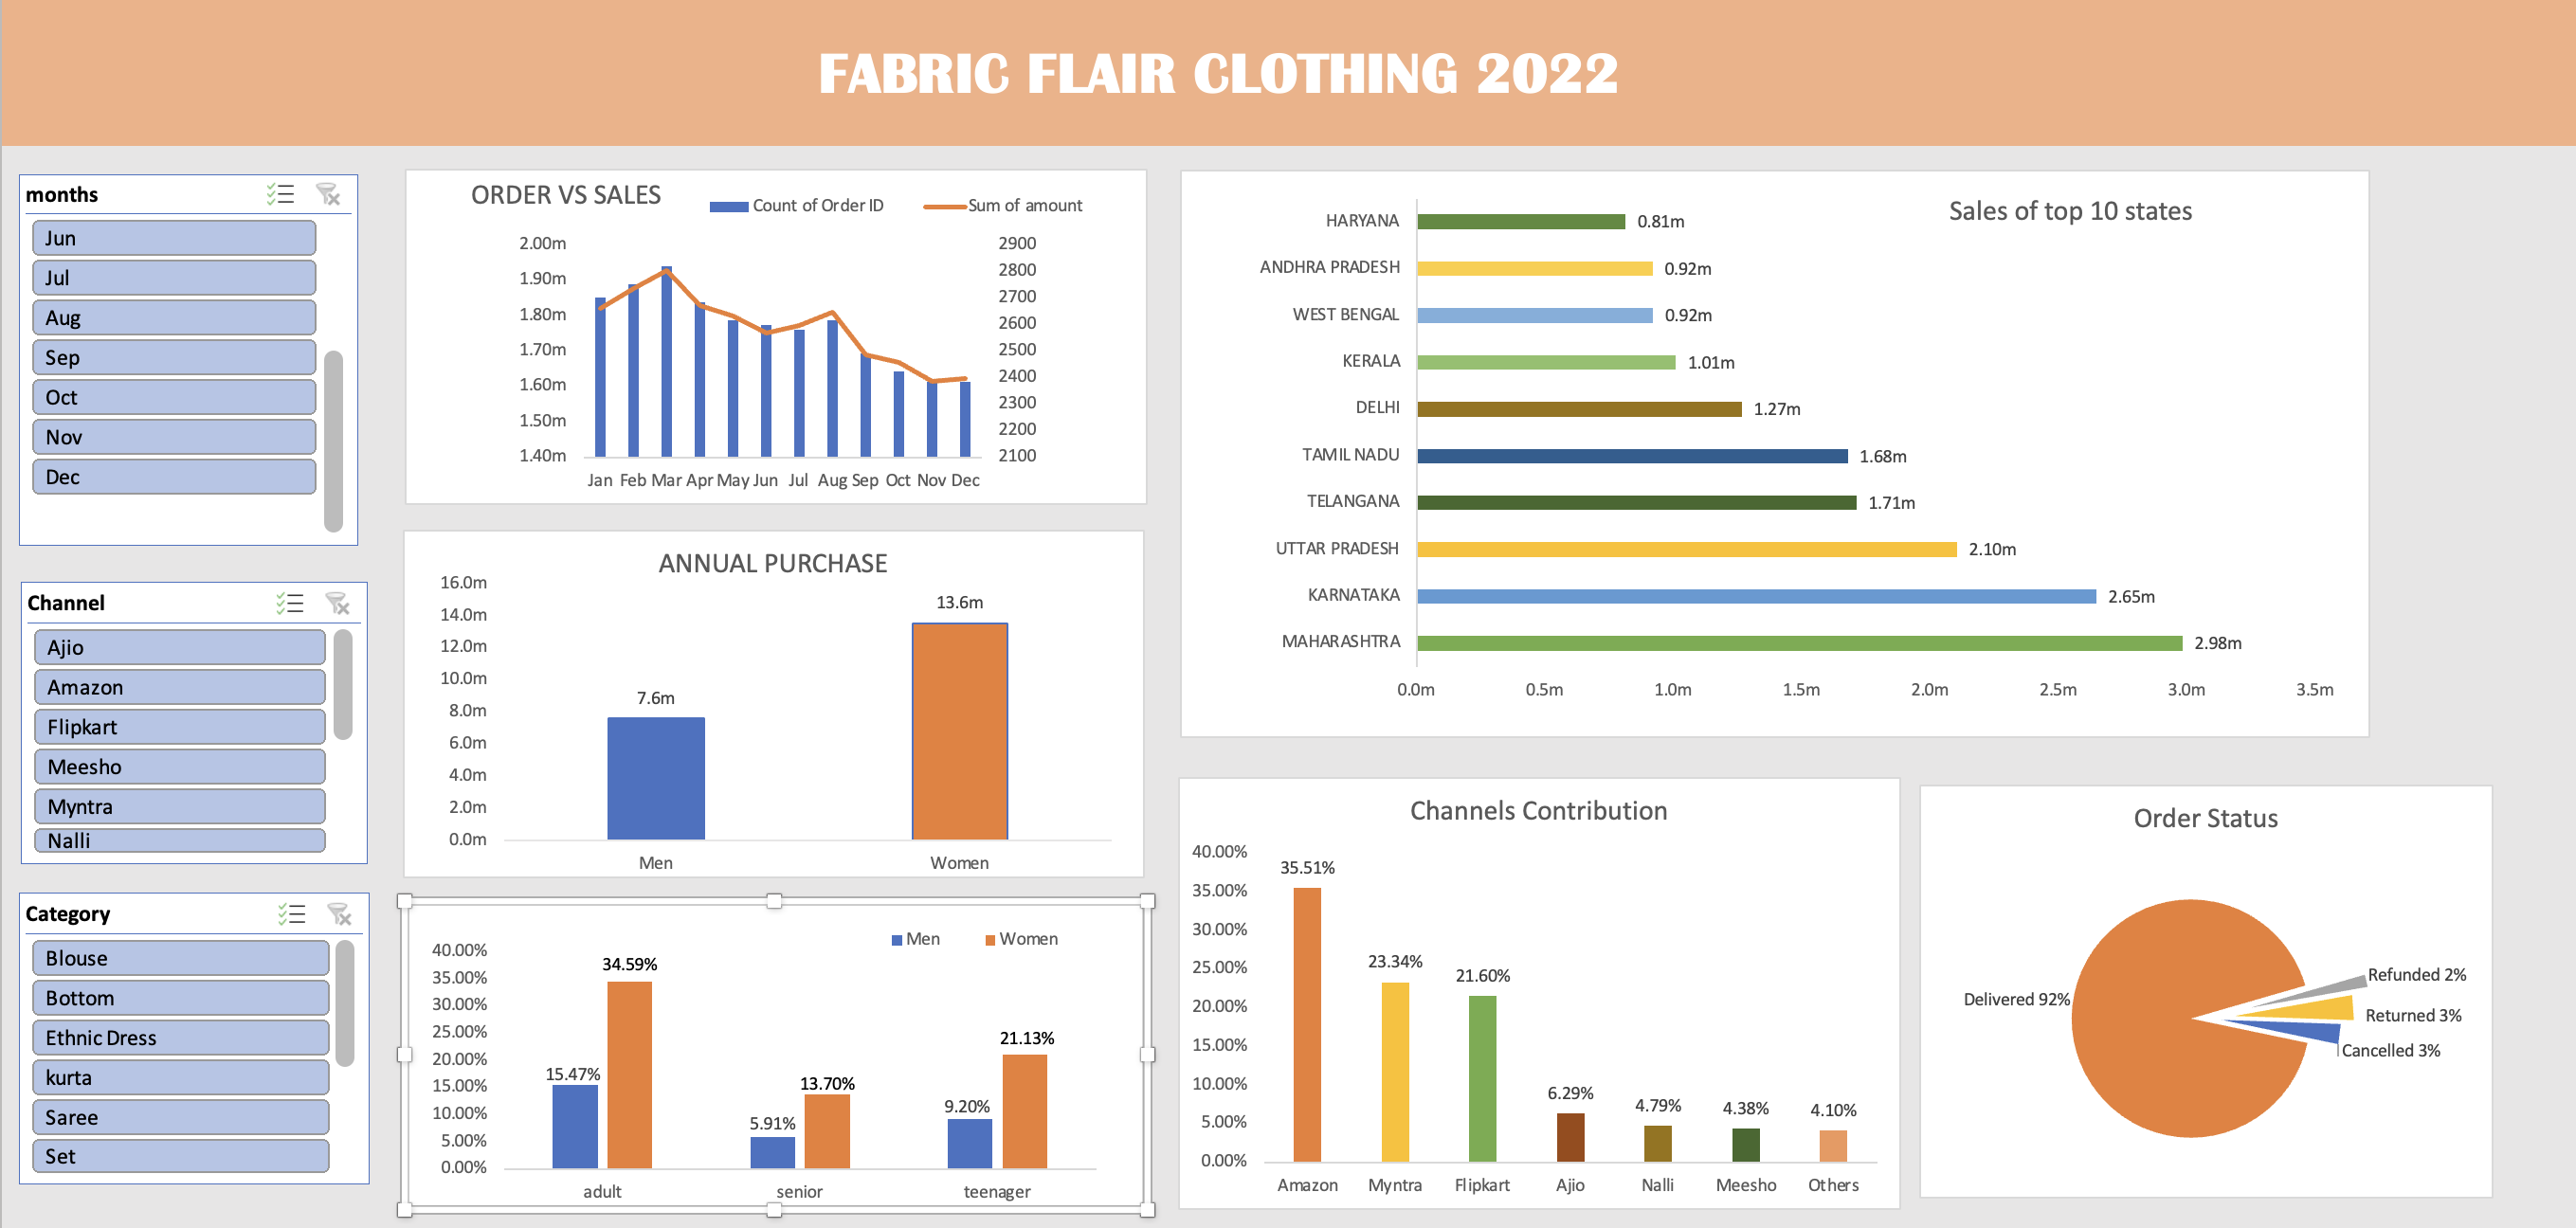 FABRIC FLAIR CLOTHING 2022
months
Jun
Jul
Aug
Sep
Oct
Nov
Dec
Channel
Ajio
Amazon
Flipkart
Meesho
Myntra
Nalli
Category
Blouse
Bottom
Ethnic Dress
kurta
Saree
Set
ORDER VS SALES
Count of Order ID Sum of amount
2.00m 2900
1.90m 2800
1.80m 2700
1.70m 2600
1.60m 2500
1.50m 2400
1.40m 2300
2200
2100
Jan Feb Mar Apr May Jun Jul Aug Sep Oct Nov Dec
ANNUAL PURCHASE
16.0m
14.0m
12.0m
10.0m
8.0m
6.0m
4.0m
2.0m
0.0m
7.6m
13.6m
Men Women
Men Women
40.00%
35.00%
30.00%
25.00%
20.00%
15.00%
10.00%
5.00%
0.00%
15.47% 34.59%
5.91% 13.70%
9.20% 21.13%
adult senior teenager
Sales of top 10 states
HARYANA 0.81m
ANDHRA PRADESH 0.92m
WEST BENGAL 0.92m
KERALA 1.01m
DELHI 1.27m
TAMIL NADU 1.68m
TELANGANA 1.71m
UTTAR PRADESH 2.10m
KARNATAKA 2.65m
MAHARASHTRA 2.98m
0.0m 0.5m 1.0m 1.5m 2.0m 2.5m 3.0m 3.5m
Channels Contribution
40.00%
35.00%
30.00%
25.00%
20.00%
15.00%
10.00%
5.00%
0.00%
35.51% 23.34% 21.60% 6.29% 4.79% 4.38% 4.10%
Amazon Myntra Flipkart Ajio Nalli Meesho Others
Order Status
Delivered 92%
Refunded 2%
Returned 3%
Cancelled 3%